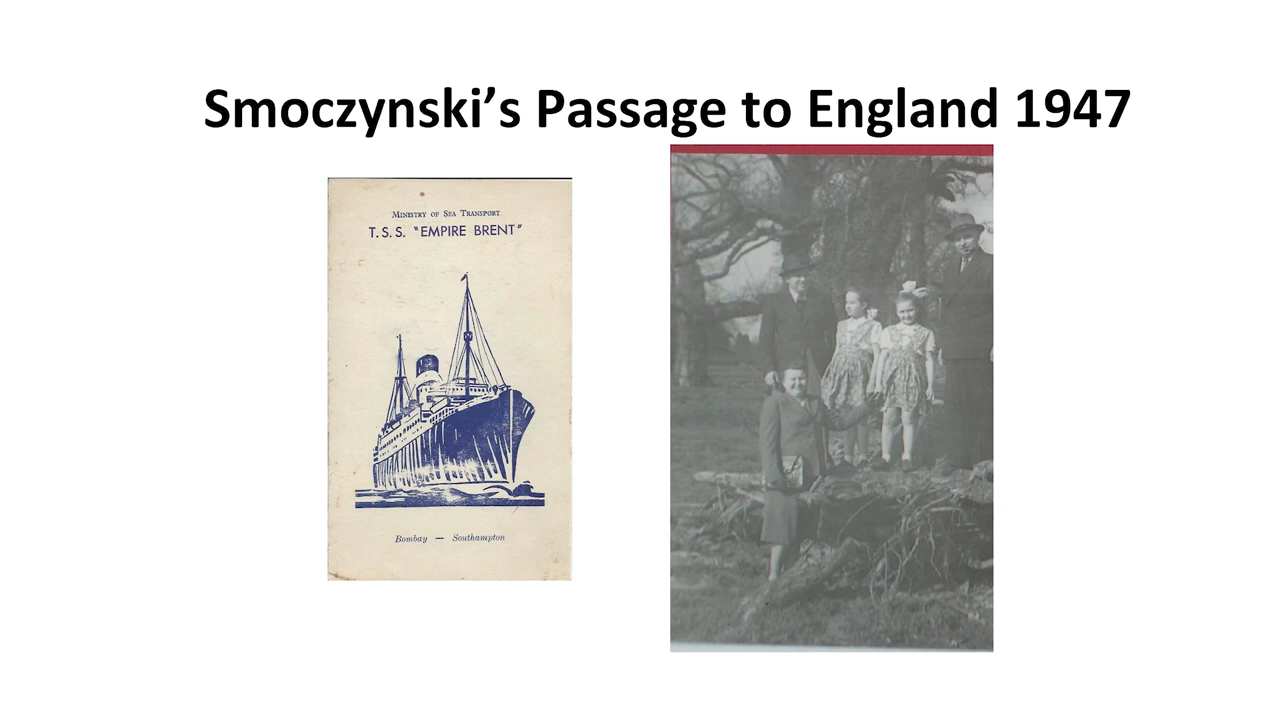 Smoczynski’s Passage to England 1947
Ministry of Sea Transport
T.S.S. "EMPIRE BRENT"
Bombay — Southampton